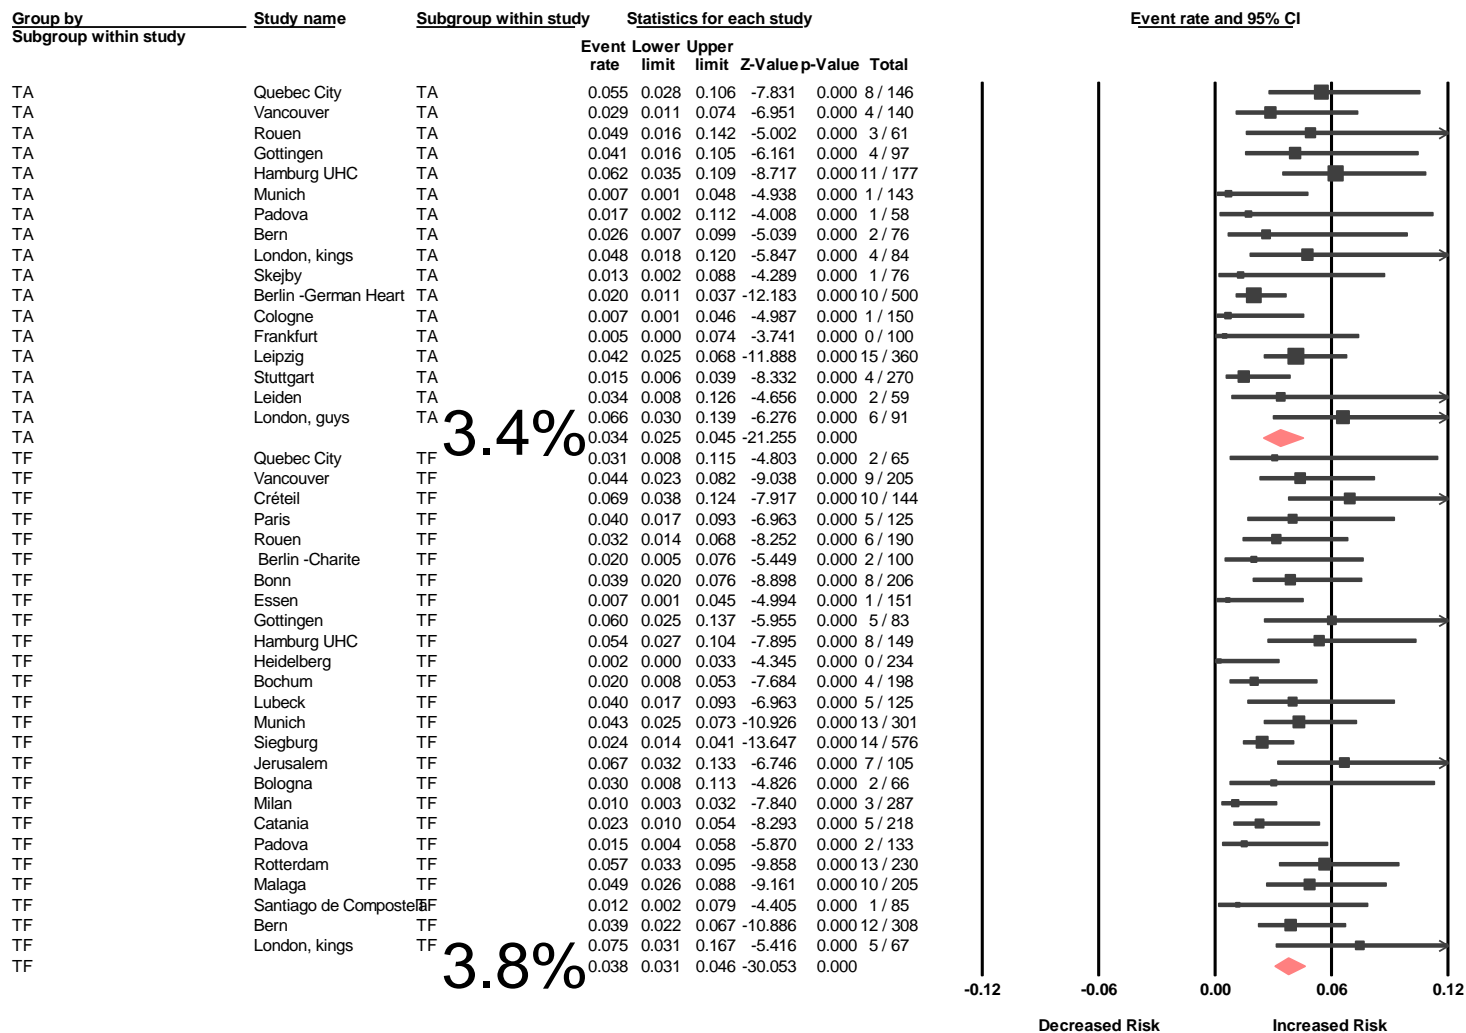 Group by Study name Subgroup within study Statistics for each study Event rate and 95% CI
Subgroup within study
Event Lower Upper
rate limit limit Z-Value p-Value Total
TA Quebec City TA 0.055 0.028 0.106 -7.831 0.000 8 / 146
TA Vancouver TA 0.029 0.011 0.074 -6.951 0.000 4 / 140
TA Rouen TA 0.049 0.016 0.142 -5.002 0.000 3 / 61
TA Gottingen TA 0.041 0.016 0.105 -6.161 0.000 4 / 97
TA Hamburg UHC TA 0.062 0.035 0.109 -8.717 0.000 11 / 177
TA Munich TA 0.007 0.001 0.048 -4.938 0.000 1 / 143
TA Padova TA 0.017 0.002 0.112 -4.008 0.000 1 / 58
TA Bern TA 0.026 0.007 0.099 -5.039 0.000 2 / 76
TA London, kings TA 0.048 0.018 0.120 -5.847 0.000 4 / 84
TA Skejby TA 0.013 0.002 0.088 -4.289 0.000 1 / 76
TA Berlin -German Heart TA 0.020 0.011 0.037 -12.183 0.000 10 / 500
TA Cologne TA 0.007 0.001 0.046 -4.987 0.000 1 / 150
TA Frankfurt TA 0.005 0.000 0.074 -3.741 0.000 0 / 100
TA Leipzig TA 0.042 0.025 0.068 -11.888 0.000 15 / 360
TA Stuttgart TA 0.015 0.006 0.039 -8.332 0.000 4 / 270
TA Leiden TA 0.034 0.008 0.126 -4.656 0.000 2 / 59
TA London, guys TA 0.066 0.030 0.139 -6.276 0.000 6 / 91
TA 3.4% 0.034 0.025 0.045 -21.255 0.000
TF Quebec City TF 0.031 0.008 0.115 -4.803 0.000 2 / 65
TF Vancouver TF 0.044 0.023 0.082 -9.038 0.000 9 / 205
TF Créteil TF 0.069 0.038 0.124 -7.917 0.000 10 / 144
TF Paris TF 0.040 0.017 0.093 -6.963 0.000 5 / 125
TF Rouen TF 0.032 0.014 0.068 -8.252 0.000 6 / 190
TF Berlin -Charite TF 0.020 0.005 0.076 -5.449 0.000 2 / 100
TF Bonn TF 0.039 0.020 0.076 -8.898 0.000 8 / 206
TF Essen TF 0.007 0.001 0.045 -4.994 0.000 1 / 151
TF Gottingen TF 0.060 0.025 0.137 -5.955 0.000 5 / 83
TF Hamburg UHC TF 0.054 0.027 0.104 -7.895 0.000 8 / 149
TF Heidelberg TF 0.002 0.000 0.033 -4.345 0.000 0 / 234
TF Bochum TF 0.020 0.008 0.053 -7.684 0.000 4 / 198
TF Lubeck TF 0.040 0.017 0.093 -6.963 0.000 5 / 125
TF Munich TF 0.043 0.025 0.073 -10.926 0.000 13 / 301
TF Siegburg TF 0.024 0.014 0.041 -13.647 0.000 14 / 576
TF Jerusalem TF 0.067 0.032 0.133 -6.746 0.000 7 / 105
TF Bologna TF 0.030 0.008 0.113 -4.826 0.000 2 / 66
TF Milan TF 0.010 0.003 0.032 -7.840 0.000 3 / 287
TF Catania TF 0.023 0.010 0.054 -8.293 0.000 5 / 218
TF Padova TF 0.015 0.004 0.058 -5.870 0.000 2 / 133
TF Rotterdam TF 0.057 0.033 0.095 -9.858 0.000 13 / 230
TF Malaga TF 0.049 0.026 0.088 -9.161 0.000 10 / 205
TF Santiago de Compostela TF 0.012 0.002 0.079 -4.405 0.000 1 / 85
TF Bern TF 0.039 0.022 0.067 -10.886 0.000 12 / 308
TF London, kings TF 0.075 0.031 0.167 -5.416 0.000 5 / 67
TF 3.8% 0.038 0.031 0.046 -30.053 0.000
-0.12 -0.06 0.00 0.06 0.12
Decreased Risk Increased Risk